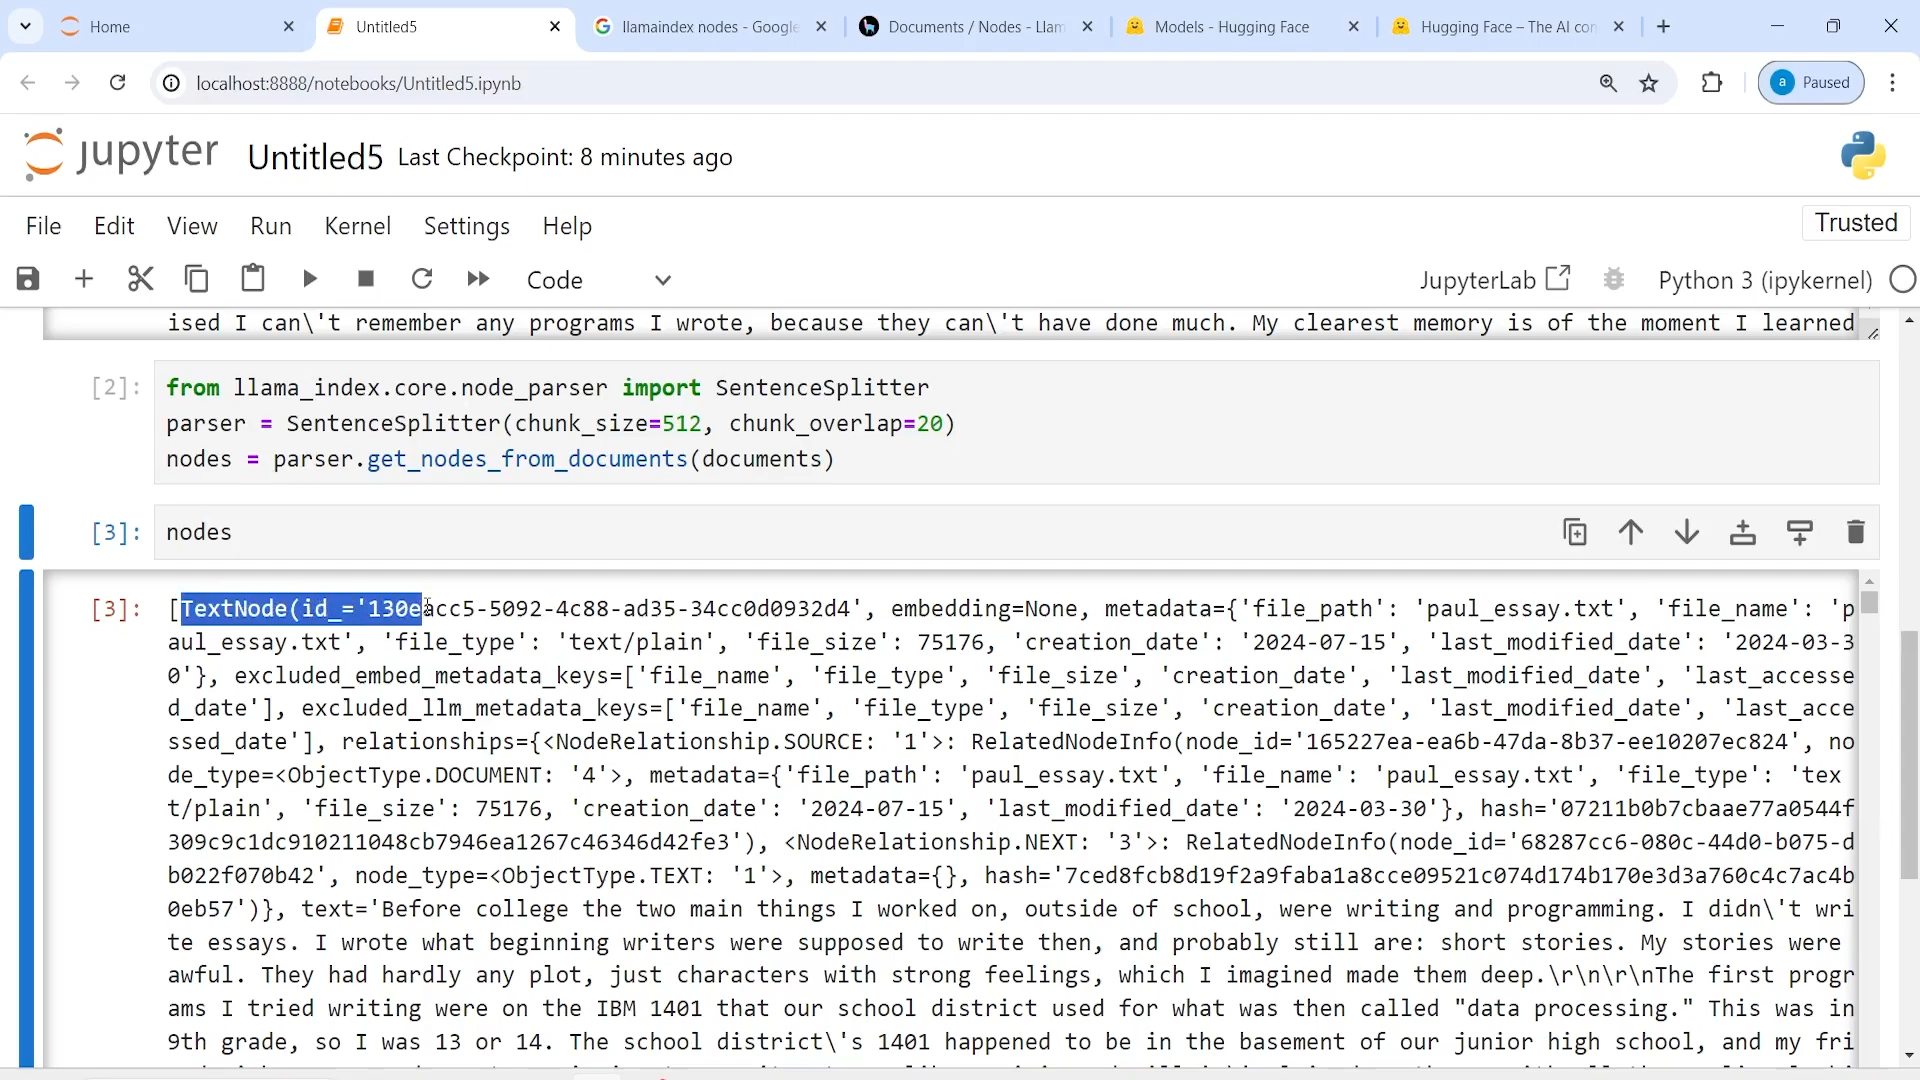 Home
Untitled5
llamaindex nodes - Google
Documents / Nodes - Llam
Models - Hugging Face
Hugging Face – The AI con
localhost:8888/notebooks/Untitled5.ipynb
a Paused
jupyter Untitled5 Last Checkpoint: 8 minutes ago
File Edit View Run Kernel Settings Help
Trusted
Code
JupyterLab
Python 3 (ipykernel)
ised I can\'t remember any programs I wrote, because they can\'t have done much. My clearest memory is of the moment I learned
[2]: from llama_index.core.node_parser import SentenceSplitter
parser = SentenceSplitter(chunk_size=512, chunk_overlap=20)
nodes = parser.get_nodes_from_documents(documents)
[3]: nodes
[3]: [TextNode(id_='130eacc5-5092-4c88-ad35-34cc0d0932d4', embedding=None, metadata={'file_path': 'paul_essay.txt', 'file_name': 'p
aul_essay.txt', 'file_type': 'text/plain', 'file_size': 75176, 'creation_date': '2024-07-15', 'last_modified_date': '2024-03-3
0'}, excluded_embed_metadata_keys=['file_name', 'file_type', 'file_size', 'creation_date', 'last_modified_date', 'last_accesse
d_date'], excluded_llm_metadata_keys=['file_name', 'file_type', 'file_size', 'creation_date', 'last_modified_date', 'last_acce
ssed_date'], relationships={<NodeRelationship.SOURCE: '1'>: RelatedNodeInfo(node_id='165227ea-ea6b-47da-8b37-ee10207ec824', no
de_type=<ObjectType.DOCUMENT: '4'>, metadata={'file_path': 'paul_essay.txt', 'file_name': 'paul_essay.txt', 'file_type': 'tex
t/plain', 'file_size': 75176, 'creation_date': '2024-07-15', 'last_modified_date': '2024-03-30'}, hash='07211b0b7cbaae77a0544f
309c9c1dc910211048cb7946ea1267c46346d42fe3'), <NodeRelationship.NEXT: '3'>: RelatedNodeInfo(node_id='68287cc6-080c-44d0-b075-d
b022f070b42', node_type=<ObjectType.TEXT: '1'>, metadata={}, hash='7ced8fcb8d19f2a9faba1a8cce09521c074d174b170e3d3a760c4c7ac4b
0eb57')}, text='Before college the two main things I worked on, outside of school, were writing and programming. I didn\'t wri
te essays. I wrote what beginning writers were supposed to write then, and probably still are: short stories. My stories were
awful. They had hardly any plot, just characters with strong feelings, which I imagined made them deep.\r\n\r\nThe first progr
ams I tried writing were on the IBM 1401 that our school district used for what was then called "data processing." This was in
9th grade, so I was 13 or 14. The school district\'s 1401 happened to be in the basement of our junior high school, and my fri